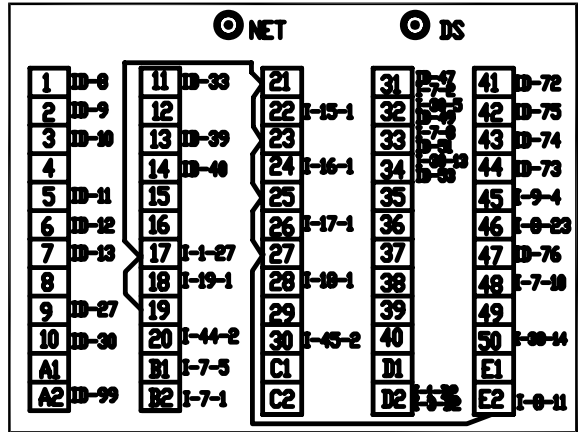 NET DS
1 ID-8 11 ID-33 21 31 41 ID-72
2 ID-9 12 22 I-15-1 32 42 ID-75
3 ID-10 13 ID-39 23 33 43 ID-74
4 14 ID-40 24 I-16-1 34 44 ID-73
5 ID-11 15 25 35 45 I-9-4
6 ID-12 16 26 I-17-1 36 46 I-8-23
7 ID-13 17 I-1-27 27 37 47 ID-76
8 18 I-19-1 28 I-18-1 38 48 I-7-10
9 ID-27 19 29 39 49
10 ID-30 20 I-44-2 30 I-45-2 40 50
A1 B1 I-7-5 C1 D1 E1
A2 ID-99 B2 I-7-1 C2 D2 E2 I-8-11